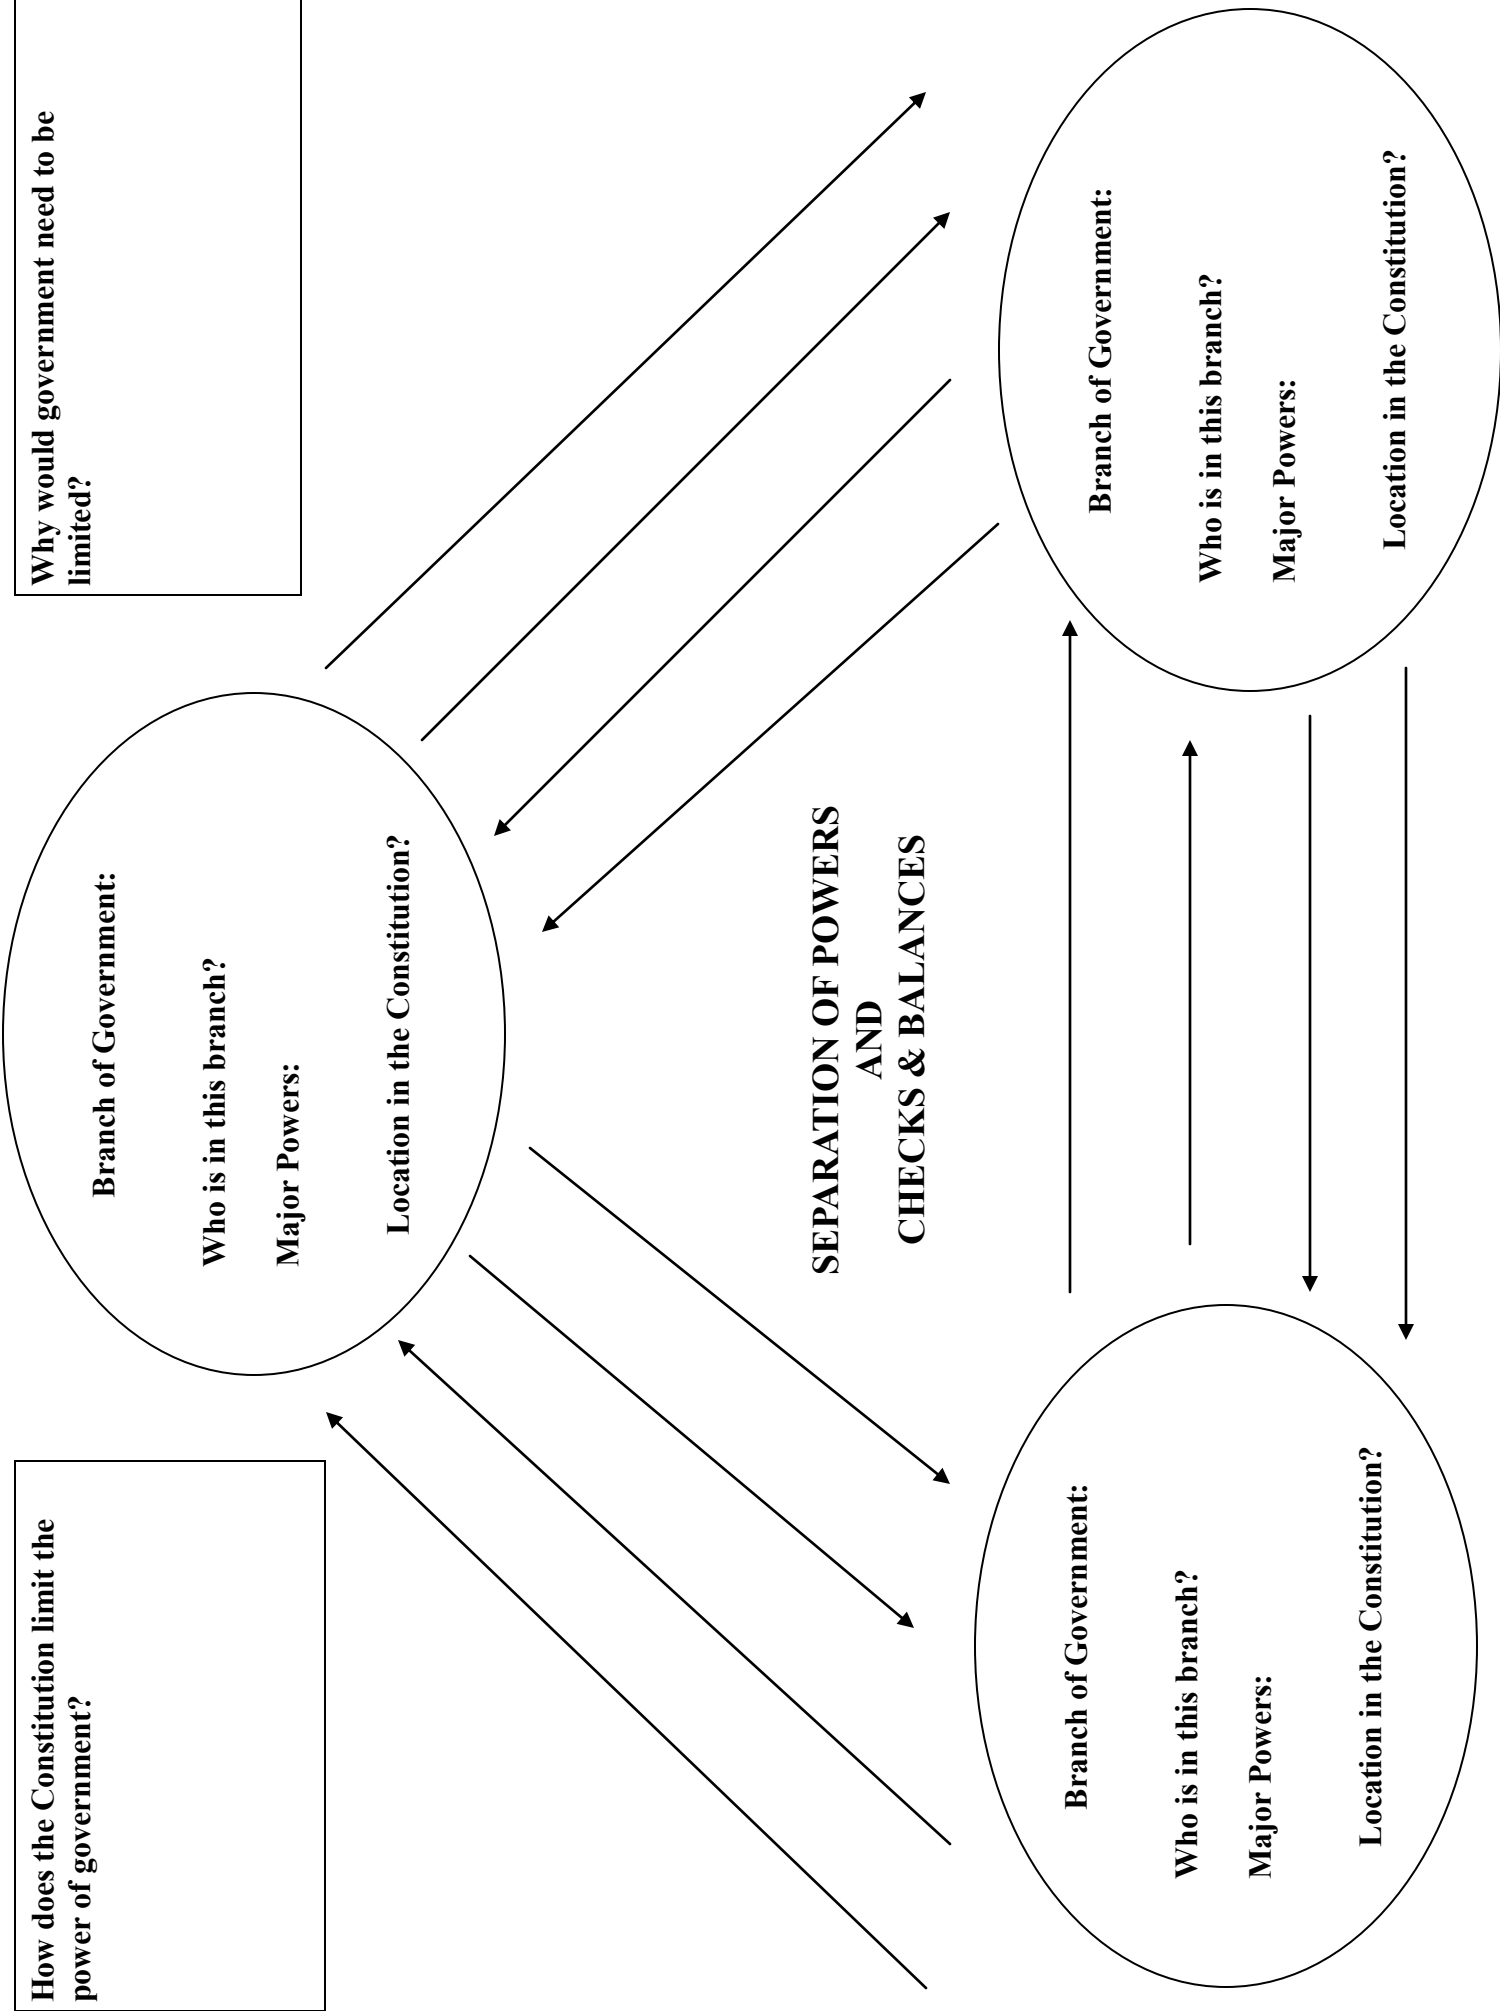 How does the Constitution limit the
power of government?
Why would government need to be
limited?
Branch of Government:
Who is in this branch?
Major Powers:
Location in the Constitution?
SEPARATION OF POWERS
AND
CHECKS & BALANCES
Branch of Government:
Who is in this branch?
Major Powers:
Location in the Constitution?
Branch of Government:
Who is in this branch?
Major Powers:
Location in the Constitution?